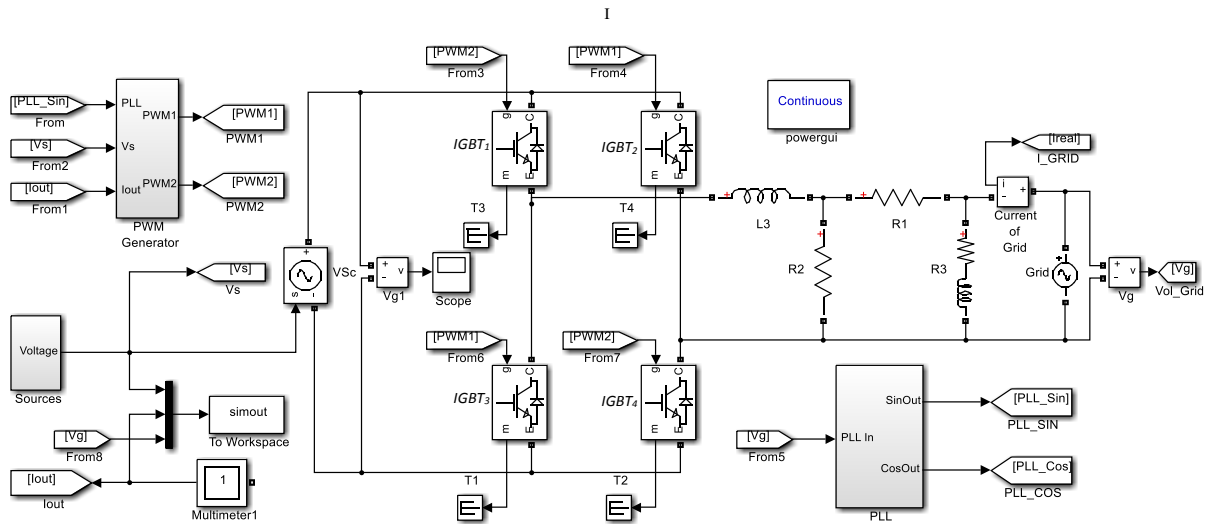 I
[PWM2]
From3
[PWM1]
From4
[PLL_Sin]
From
[Vs]
From2
[Iout]
From1
PLL
Vs
Iout
PWM1
PWM2
PWM
Generator
[PWM1]
PWM1
[PWM2]
PWM2
g
C
IGBT1
m
E
g
C
IGBT2
m
E
Continuous
powergui
[Ireal]
I_GRID
T3
T4
+
L3
+
R1
+
R2
+
R3
i
+
-
Current
of
Grid
+
Grid
+
-
v
Vg
[Vg]
Vol_Grid
[Vs]
Vs
+
s
-
VSc
+
-
v
Vg1
Scope
Voltage
Sources
[PWM1]
From6
[PWM2]
From7
g
C
IGBT3
m
E
g
C
IGBT4
m
E
simout
To Workspace
[Vg]
From8
[Iout]
Iout
1
Multimeter1
T1
T2
[Vg]
From5
PLL In
SinOut
CosOut
PLL
[PLL_Sin]
PLL_SIN
[PLL_Cos]
PLL_COS